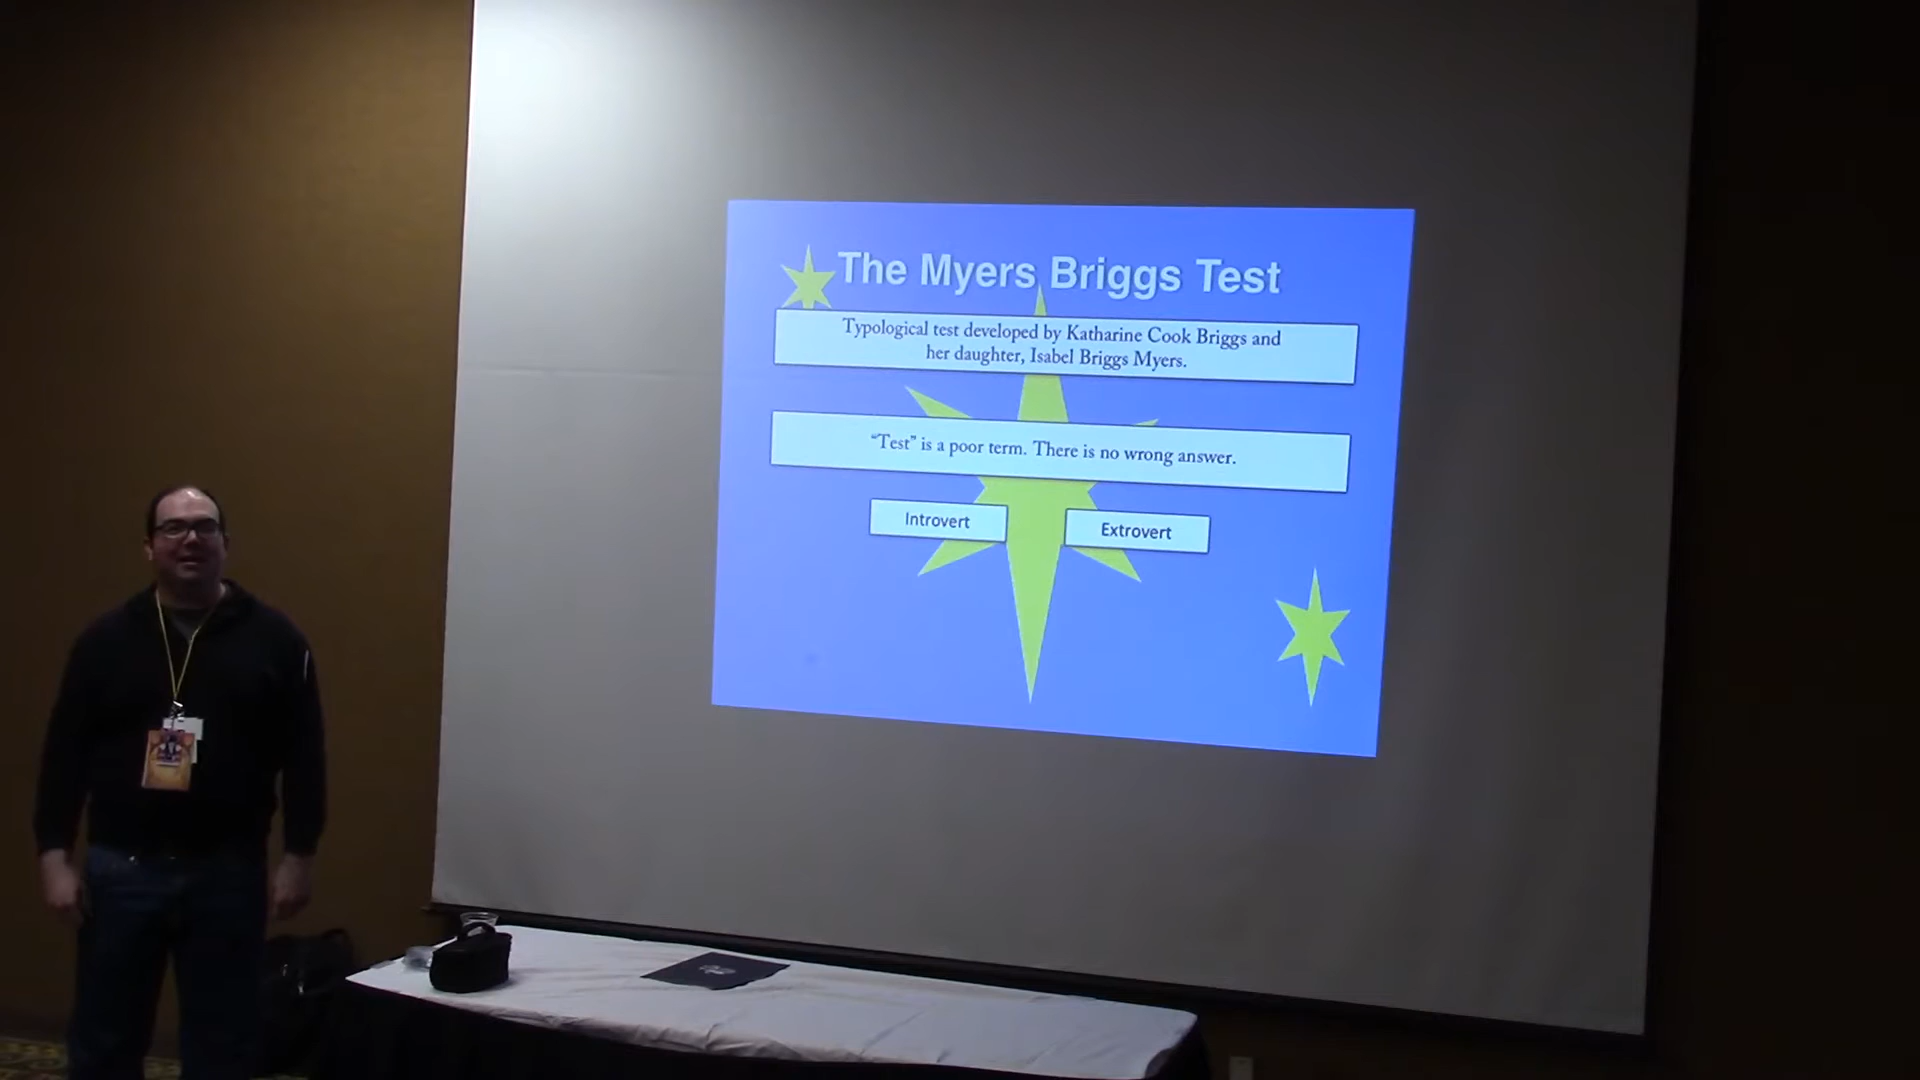 The Myers Briggs Test
Typological test developed by Katharine Cook Briggs and
her daughter, Isabel Briggs Myers.
“Test” is a poor term. There is no wrong answer.
Introvert
Extrovert